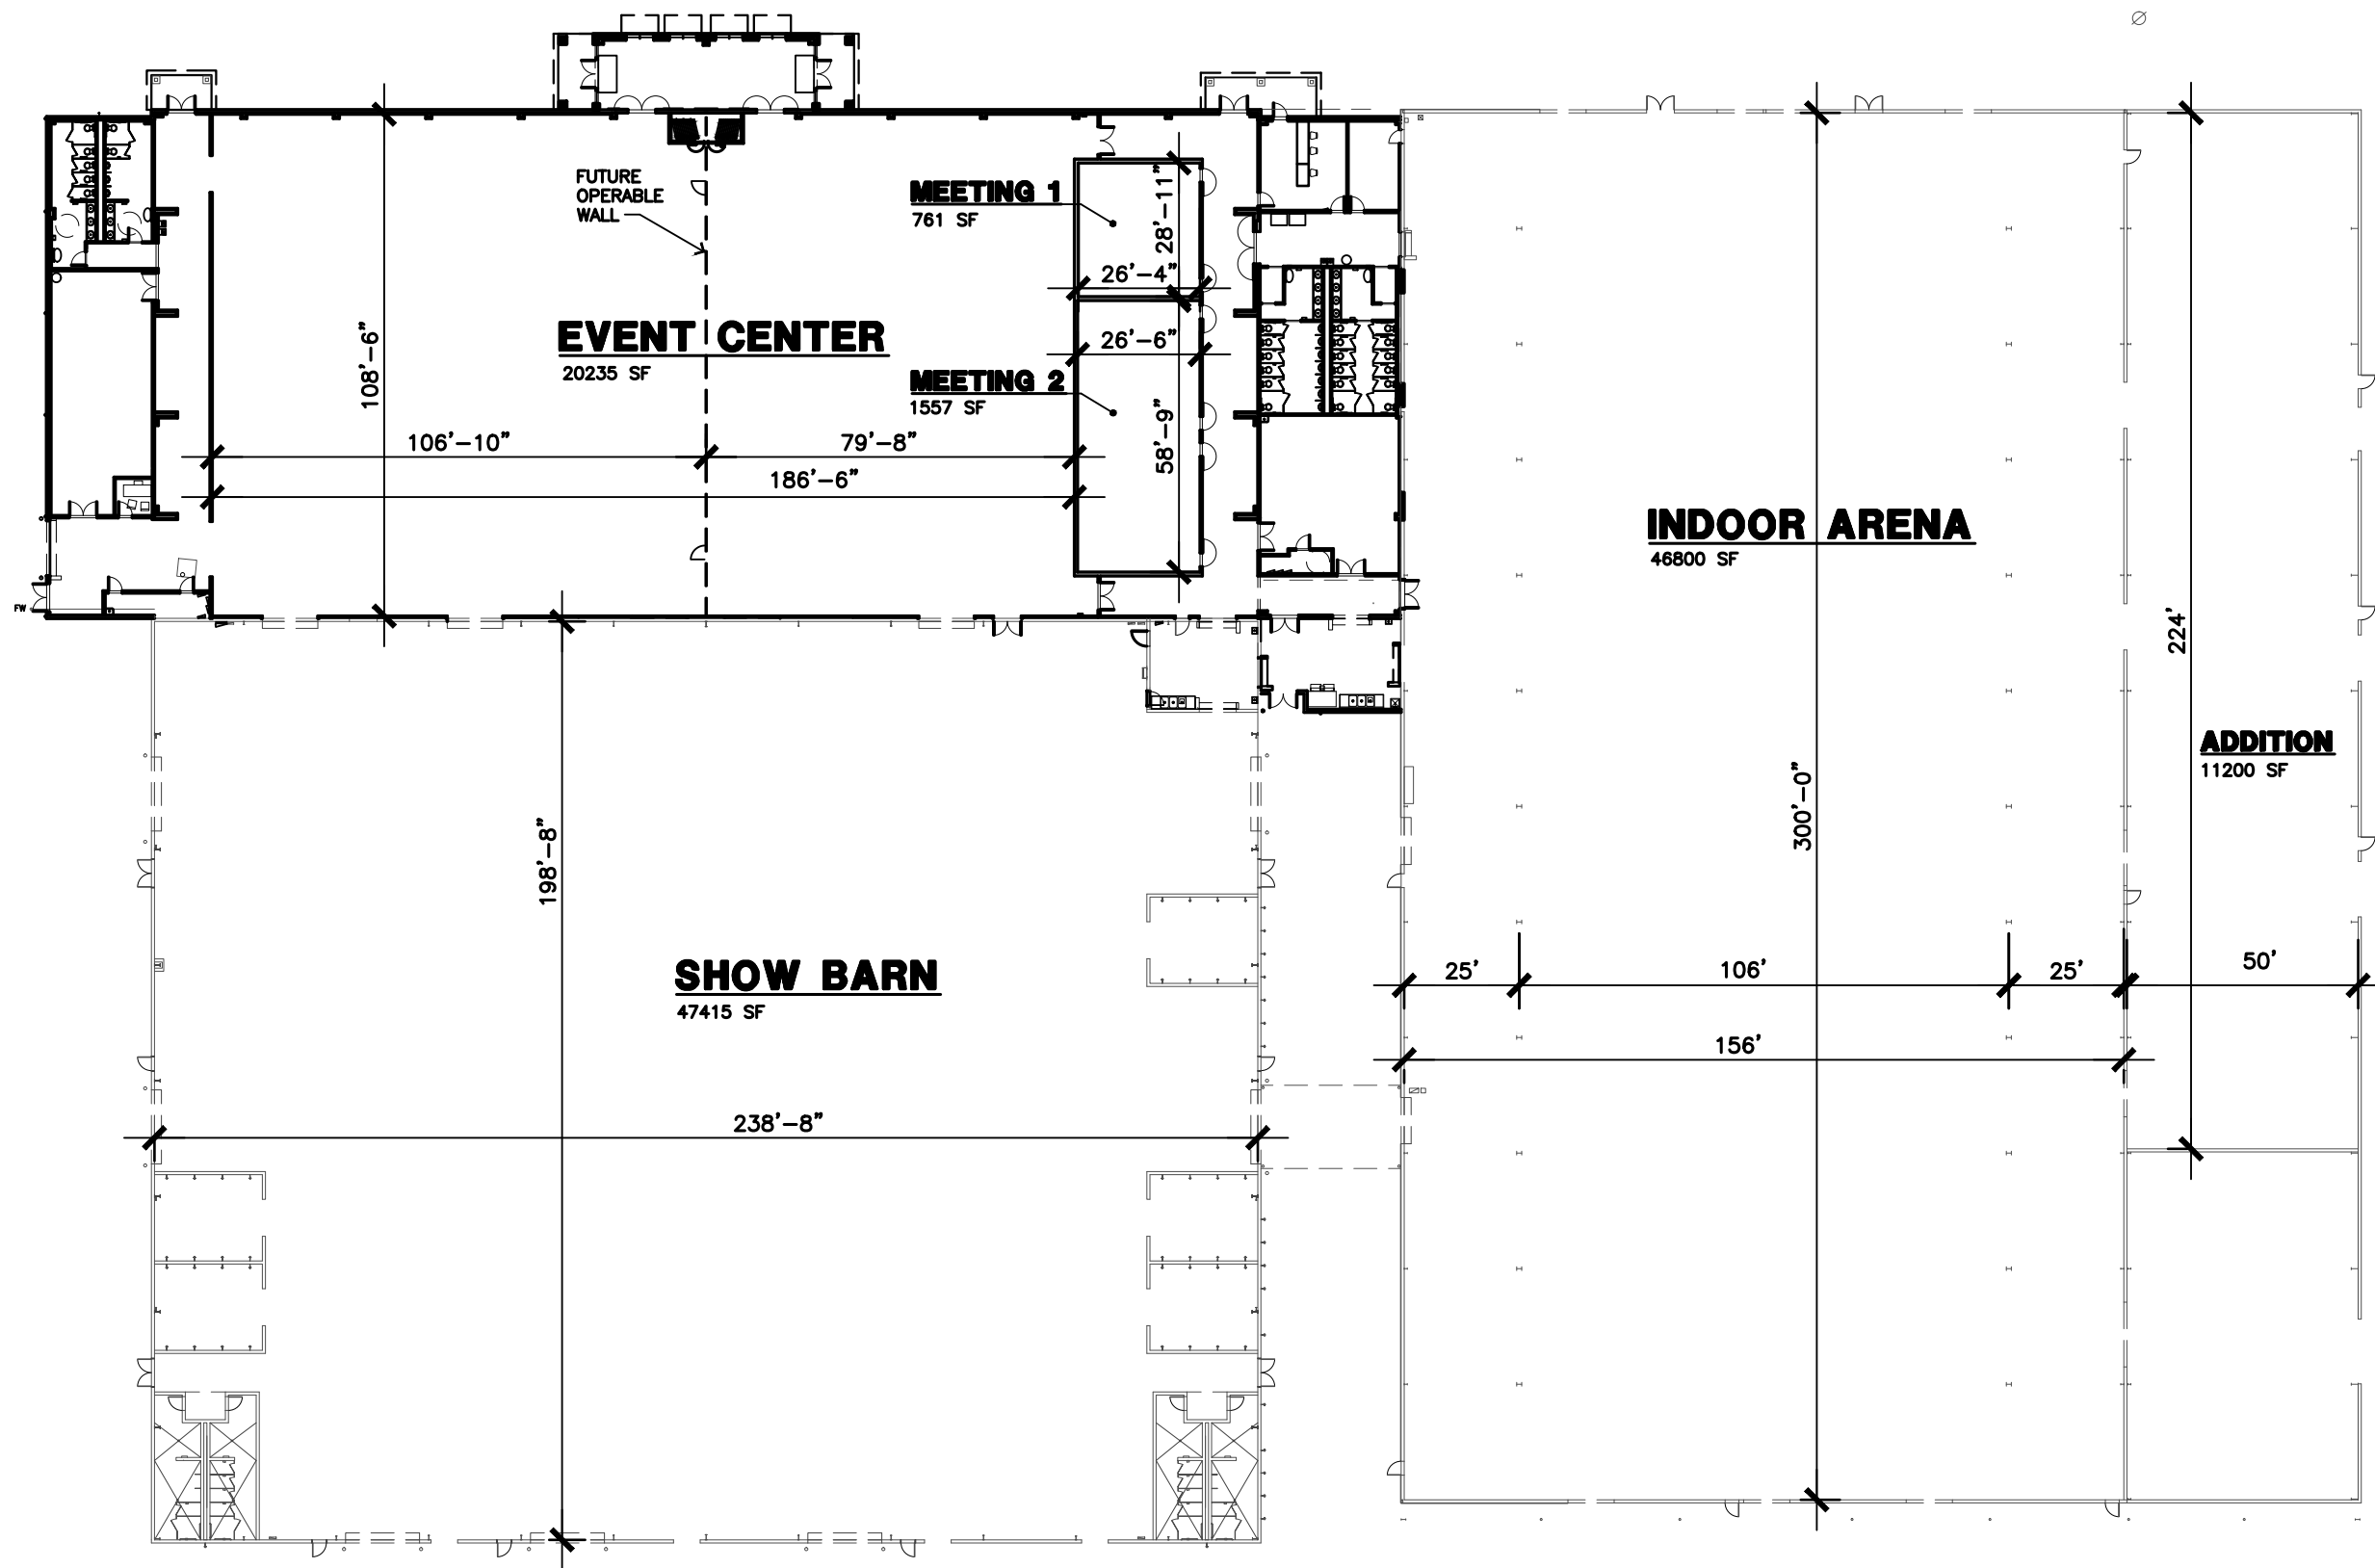 FUTURE
OPERABLE
WALL
MEETING 1
761 SF
28'-11"
26'-4"
EVENT CENTER
20235 SF
108'-6"
26'-6"
MEETING 2
1557 SF
58'-9"
106'-10"
79'-8"
186'-6"
INDOOR ARENA
46800 SF
FW
224'
ADDITION
11200 SF
300'-0"
198'-8"
SHOW BARN
47415 SF
25'
106'
25'
50'
156'
238'-8"